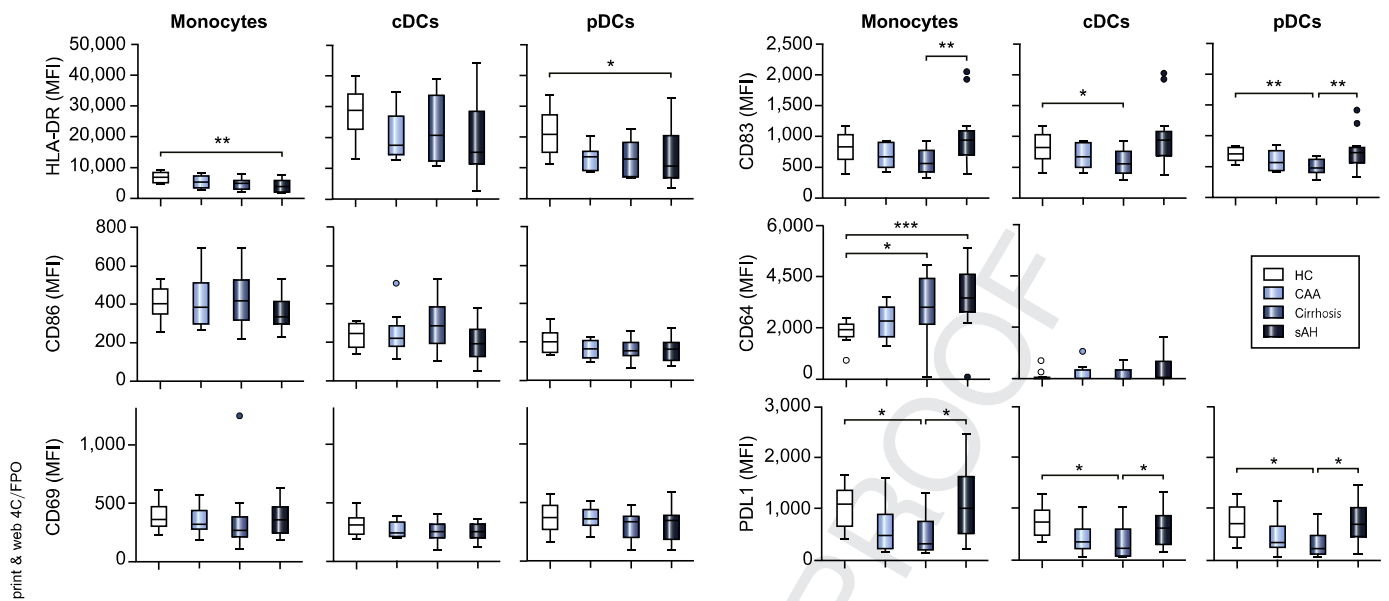 Monocytes
cDCs
pDCs
Monocytes
cDCs
pDCs
HLA-DR (MFI)
50,000
40,000
30,000
20,000
10,000
0
**
*
CD83 (MFI)
2,500
2,000
1,500
1,000
500
0
**
*
**
**
CD86 (MFI)
800
600
400
200
0
CD64 (MFI)
6,000
4,500
2,000
2,000
0
***
*
HC
CAA
Cirrhosis
sAH
CD69 (MFI)
1,000
500
0
PDL1 (MFI)
3,000
2,000
1,000
0
*
*
*
*
*
*
print & web 4C/FPO
PROOF